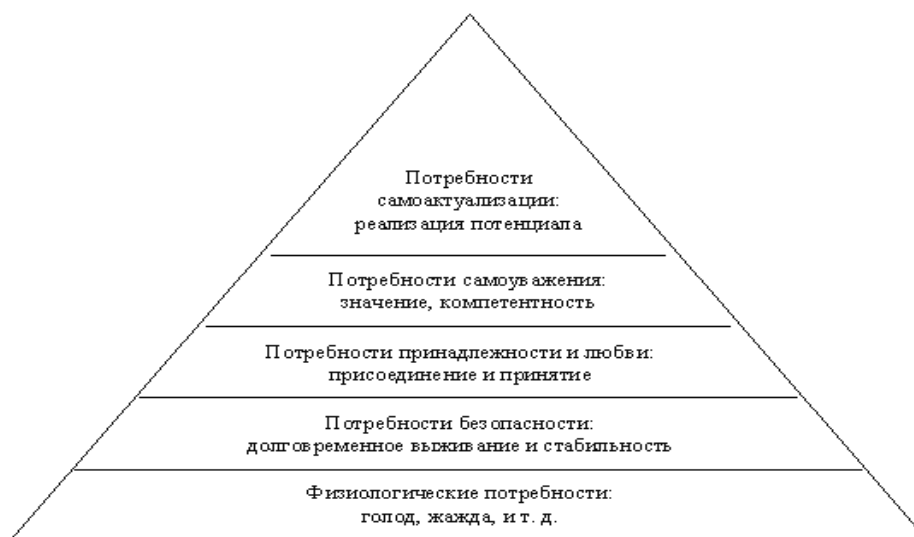 Потребности
самоактуализации:
реализация потенциала
Потребности самоуважения:
значение, компетентность
Потребности принадлежности и любви:
присоединение и принятие
Потребности безопасности:
долговременное выживание и стабильность
Физиологические потребности:
голод, жажда, и т. д.